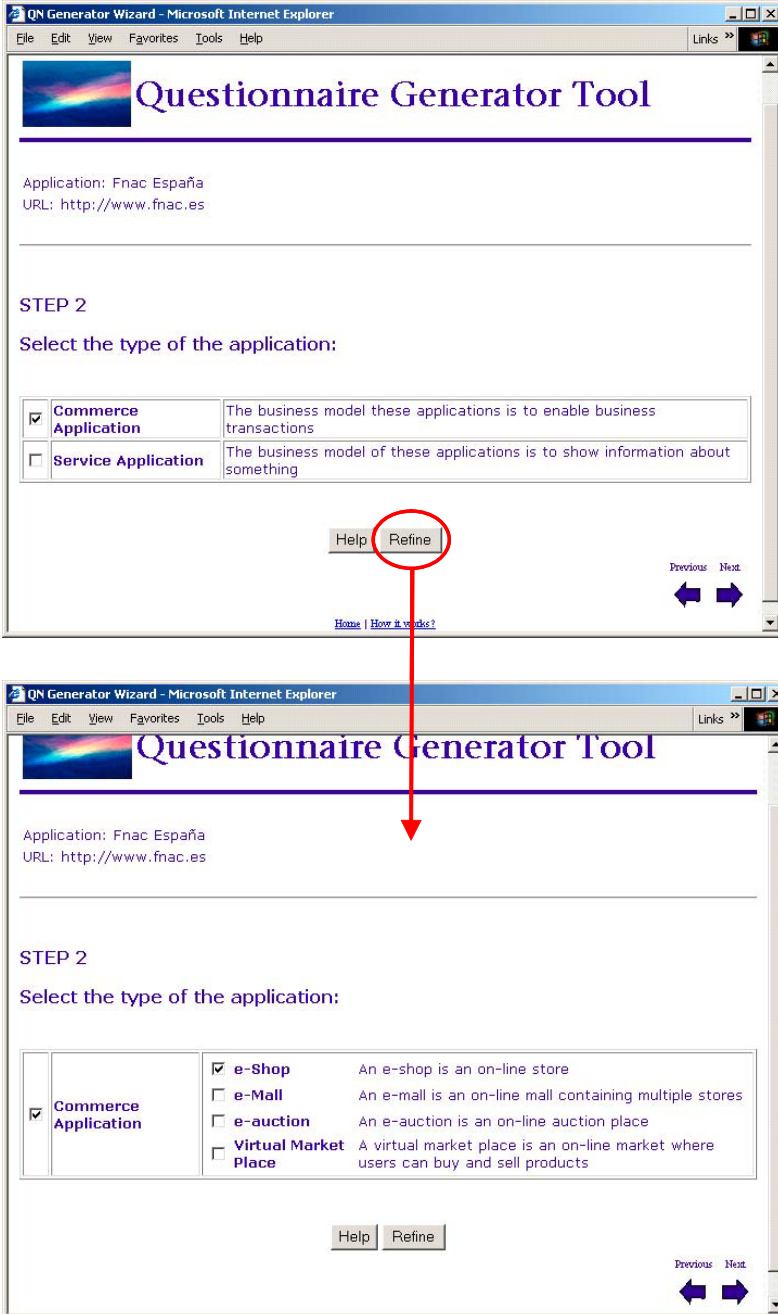 QN Generator Wizard - Microsoft Internet Explorer
File Edit View Favorites Tools Help Links »
Questionnaire Generator Tool
Application: Fnac España
URL: http://www.fnac.es
STEP 2
Select the type of the application:
Commerce Application The business model these applications is to enable business
transactions
Service Application The business model of these applications is to show information about
something
Help Refine
Previous Next
Home | How it works?
QN Generator Wizard - Microsoft Internet Explorer
File Edit View Favorites Tools Help Links »
Questionnaire Generator Tool
Application: Fnac España
URL: http://www.fnac.es
STEP 2
Select the type of the application:
Commerce
Application
e-Shop An e-shop is an on-line store
e-Mall An e-mall is an on-line mall containing multiple stores
e-auction An e-auction is an on-line auction place
Virtual Market A virtual market place is an on-line market where
Place users can buy and sell products
Help Refine
Previous Next